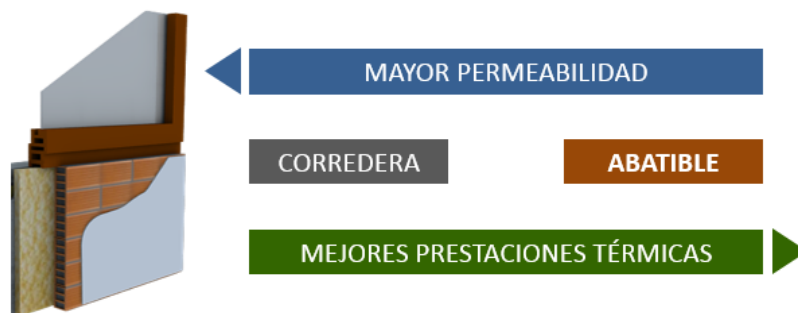 MAYOR PERMEABILIDAD
CORREDERA
ABATIBLE
MEJORES PRESTACIONES TÉRMICAS